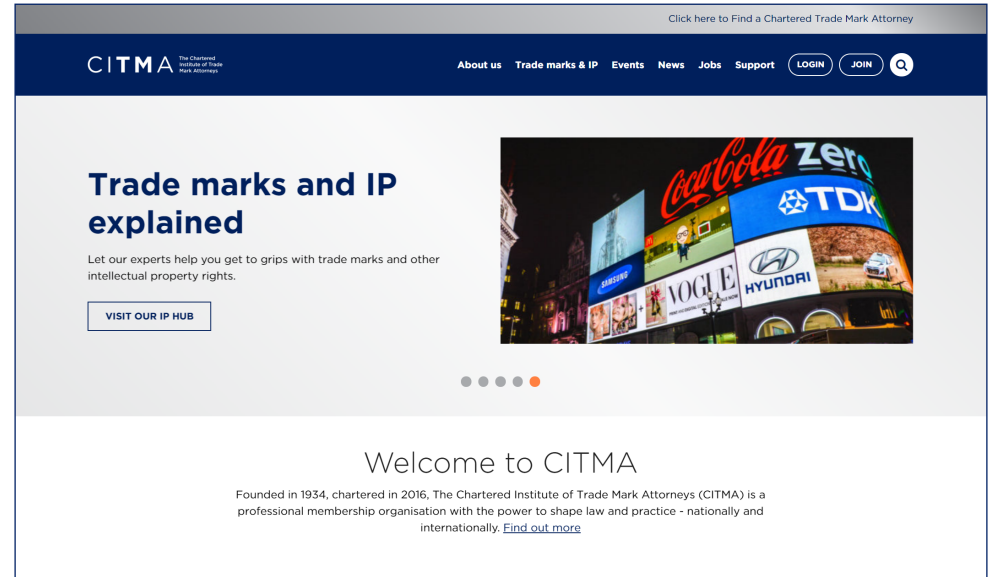 Click here to Find a Chartered Trade Mark Attorney
CITMA
The Chartered
Institute of Trade
Mark Attorneys
About us Trade marks & IP Events News Jobs Support LOGIN JOIN
Trade marks and IP
explained
Let our experts help you get to grips with trade marks and other
intellectual property rights.
VISIT OUR IP HUB
Coca-Cola zero
TDK
SAMSUNG
VOGUE
HYUNDAI
Welcome to CITMA
Founded in 1934, chartered in 2016, The Chartered Institute of Trade Mark Attorneys (CITMA) is a
professional membership organisation with the power to shape law and practice - nationally and
internationally. Find out more